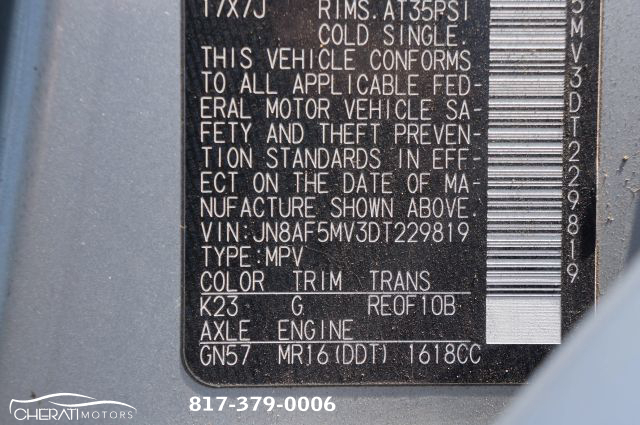 17X7J RIMS.AT35PSI
COLD SINGLE.
THIS VEHICLE CONFORMS
TO ALL APPLICABLE FED-
ERAL MOTOR VEHICLE SA-
FETY AND THEFT PREVEN-
TION STANDARDS IN EFF-
ECT ON THE DATE OF MA-
NUFACTURE SHOWN ABOVE.
VIN:JN8AF5MV3DT229819
TYPE:MPV
COLOR TRIM TRANS
K23 G RE0F10B
AXLE ENGINE
GN57 MR16(DDT) 1618CC
5MV3DT229819
CHERATI MOTORS
817-379-0006